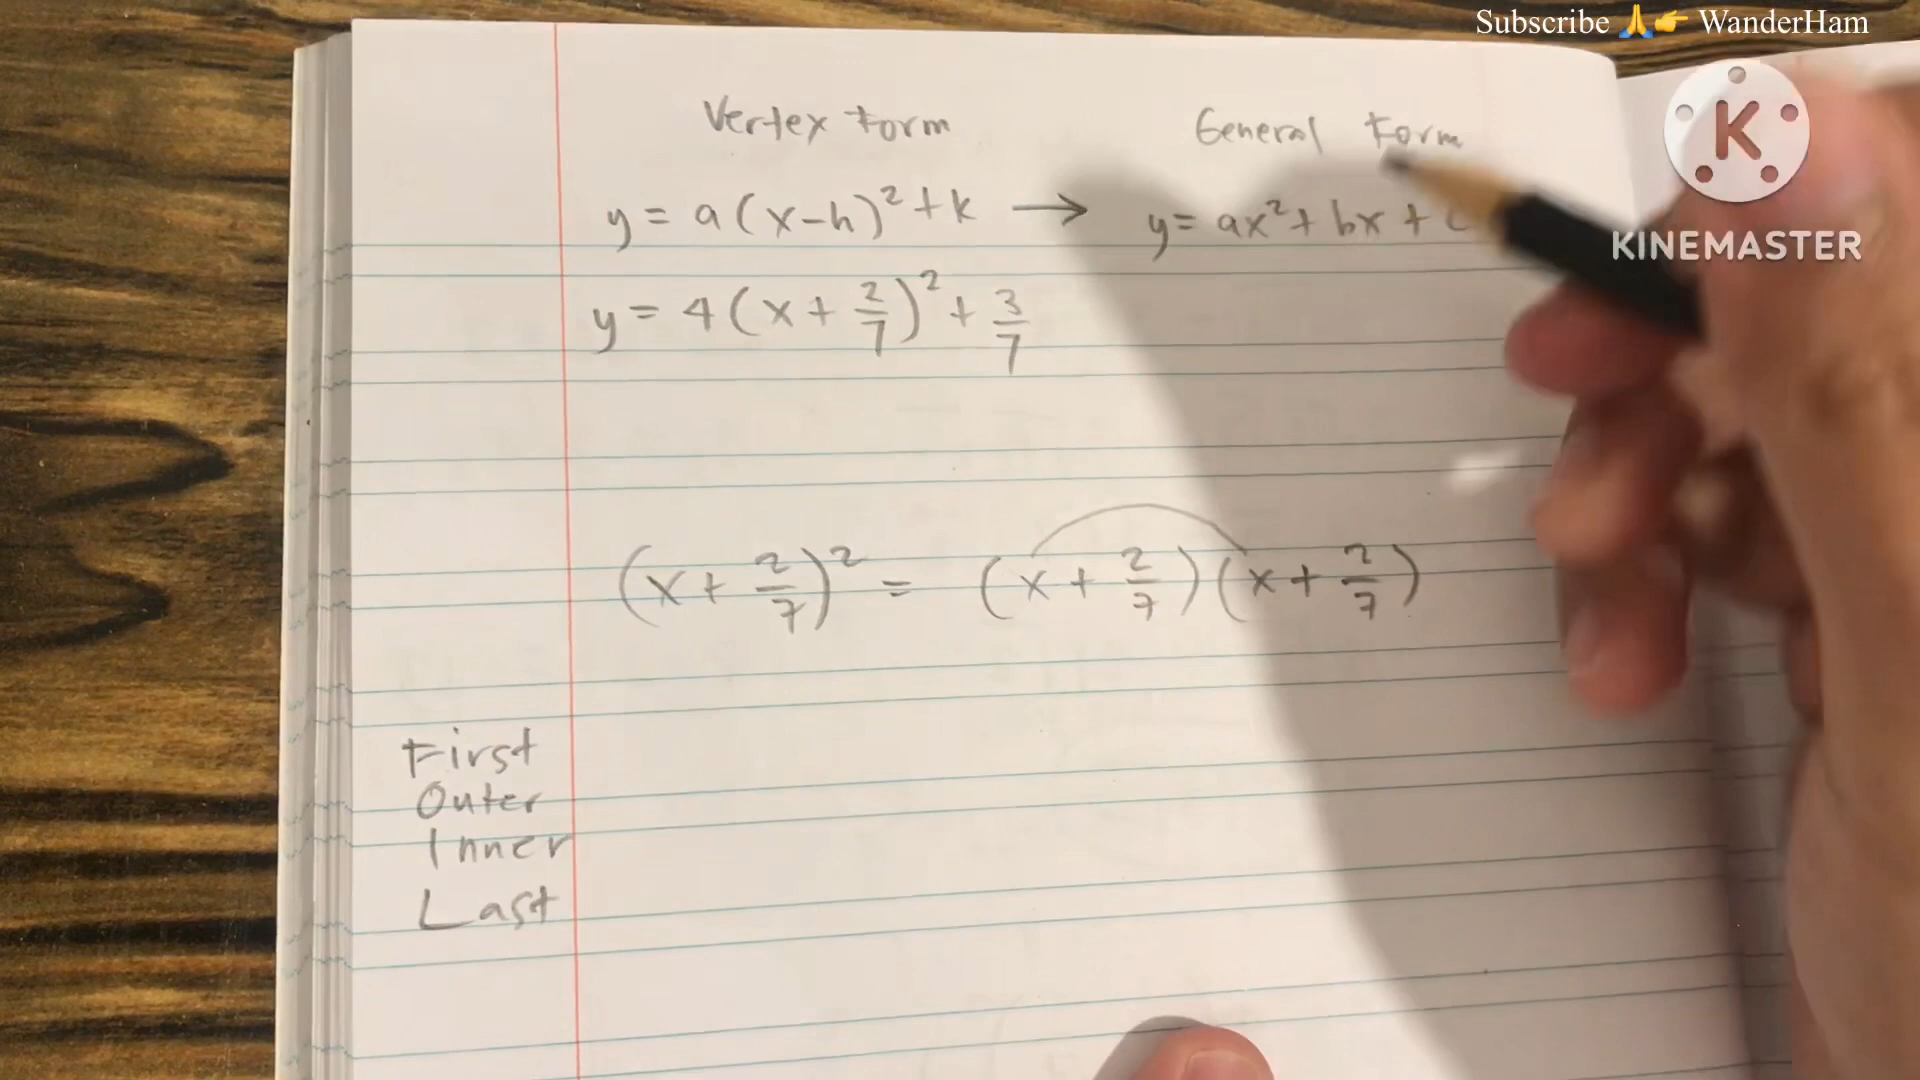 Subscribe 🙏👉 WanderHam
K
KINEMASTER
Vertex Form General Form
y = a(x-h)² + k → y = ax² + bx +
y = 4(x + 2/7)² + 3/7
(x + 2/7)² = (x + 2/7)(x + 2/7)
First
Outer
Inner
Last